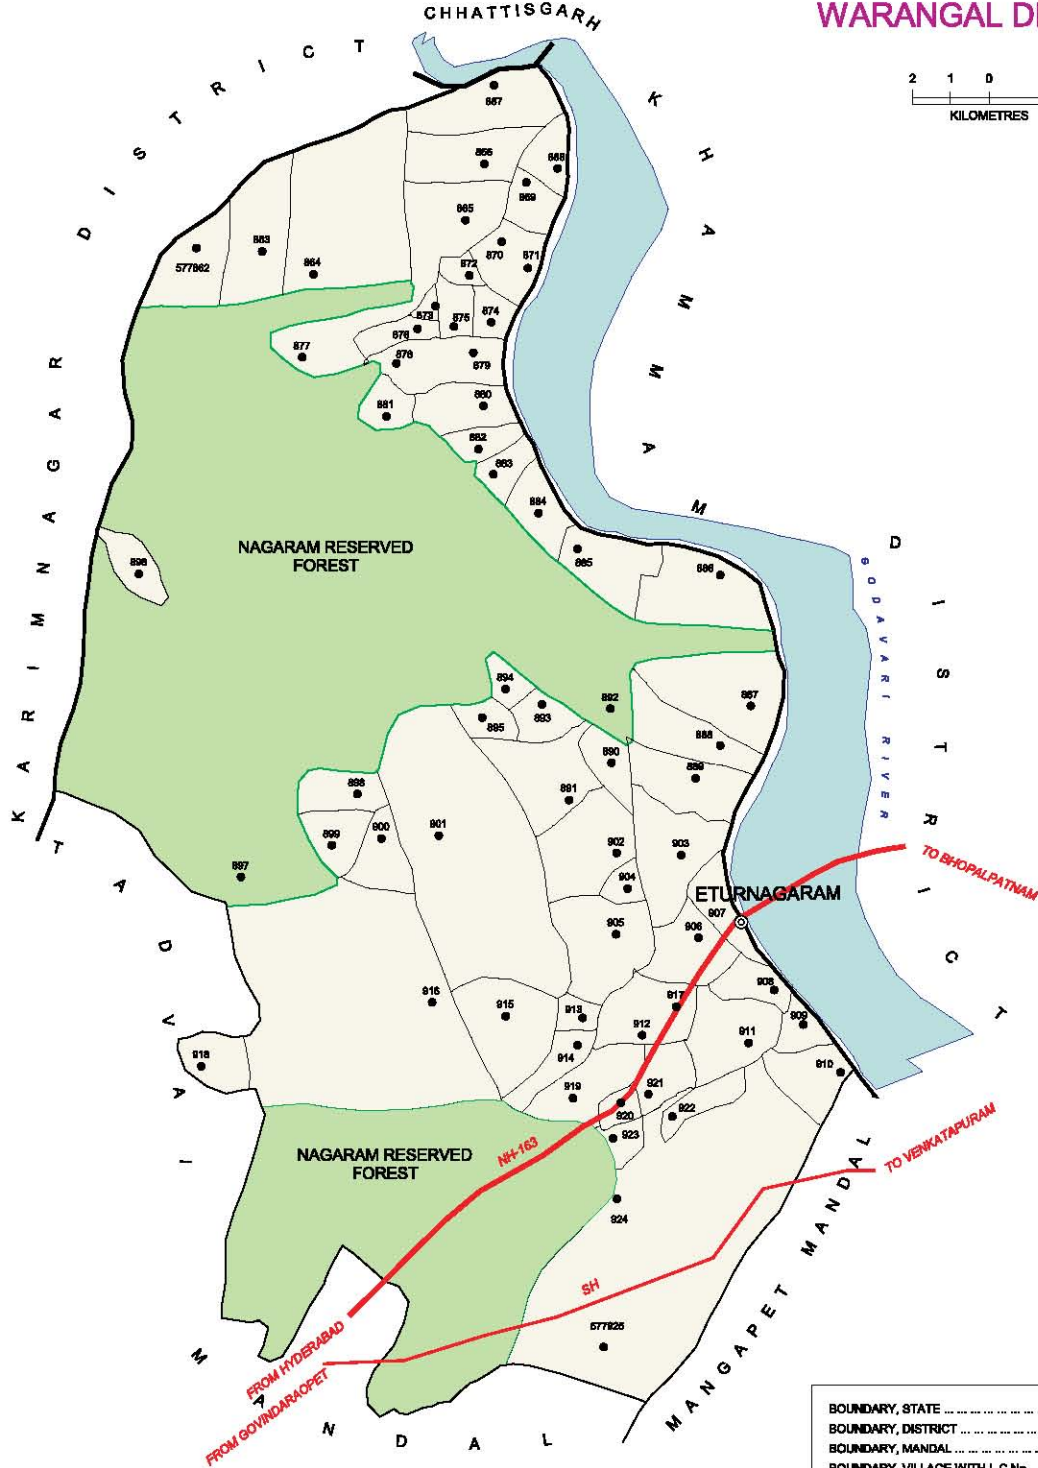 WARANGAL DI
CHHATTISGARH
2 1 0
KILOMETRES
KARIMNAGAR DISTRICT
KHAMMAM DISTRICT
867
866
868
869
865
870
871
872
577862
863
864
873
874
875
876
877
878
879
880
881
882
883
884
885
886
NAGARAM RESERVED
FOREST
896
GODAVARI RIVER
894
893
895
892
887
888
889
890
891
898
899
900
901
897
902
903
904
905
ETURNAGARAM
907
906
TO BHOPALPATNAM
908
909
910
911
917
912
913
914
915
916
918
919
920
921
922
923
924
TADVAI MANDAL
NAGARAM RESERVED
FOREST
NH-163
SH
TO VENKATAPURAM
MANGAPET MANDAL
577925
FROM HYDERABAD
FROM GOVINDARAOPET
BOUNDARY, STATE ... ... ... ... ... ...
BOUNDARY, DISTRICT ... ... ... ... ...
BOUNDARY, MANDAL ... ... ... ... ...